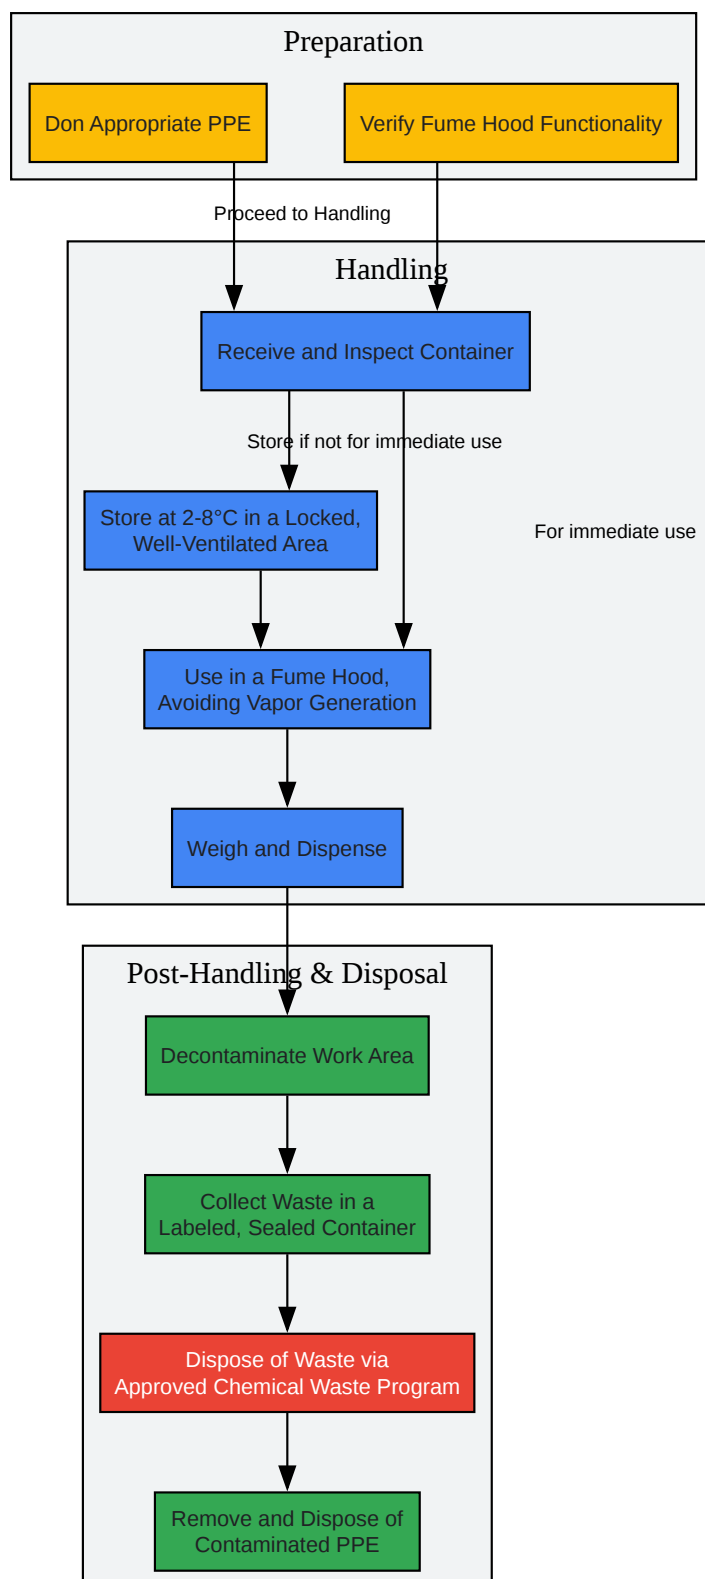 Preparation
Don Appropriate PPE
Verify Fume Hood Functionality
Proceed to Handling
Handling
Receive and Inspect Container
Store if not for immediate use
Store at 2-8°C in a Locked,
Well-Ventilated Area
For immediate use
Use in a Fume Hood,
Avoiding Vapor Generation
Weigh and Dispense
Post-Handling & Disposal
Decontaminate Work Area
Collect Waste in a
Labeled, Sealed Container
Dispose of Waste via
Approved Chemical Waste Program
Remove and Dispose of
Contaminated PPE